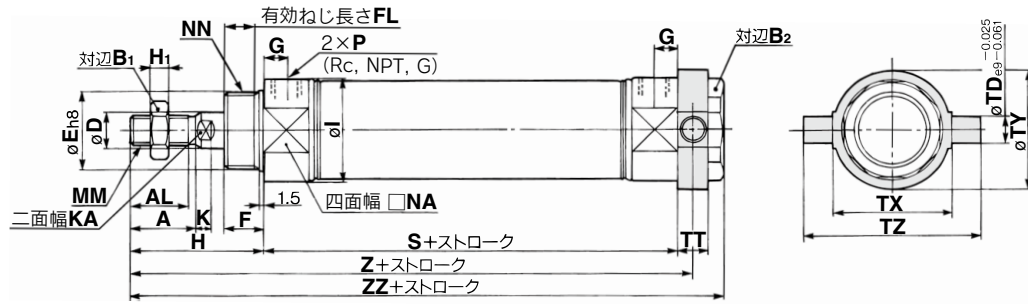 有効ねじ長さFL
NN
G
2×P
(Rc, NPT, G)
G
対辺B2
対辺B1
H1
øEh8
øD
øI
øTDe9 -0.025 -0.061
øTY
MM
AL
二面幅KA
A
K
F
1.5
四面幅 □NA
H
S+ストローク
TT
Z+ストローク
ZZ+ストローク
TX
TZ